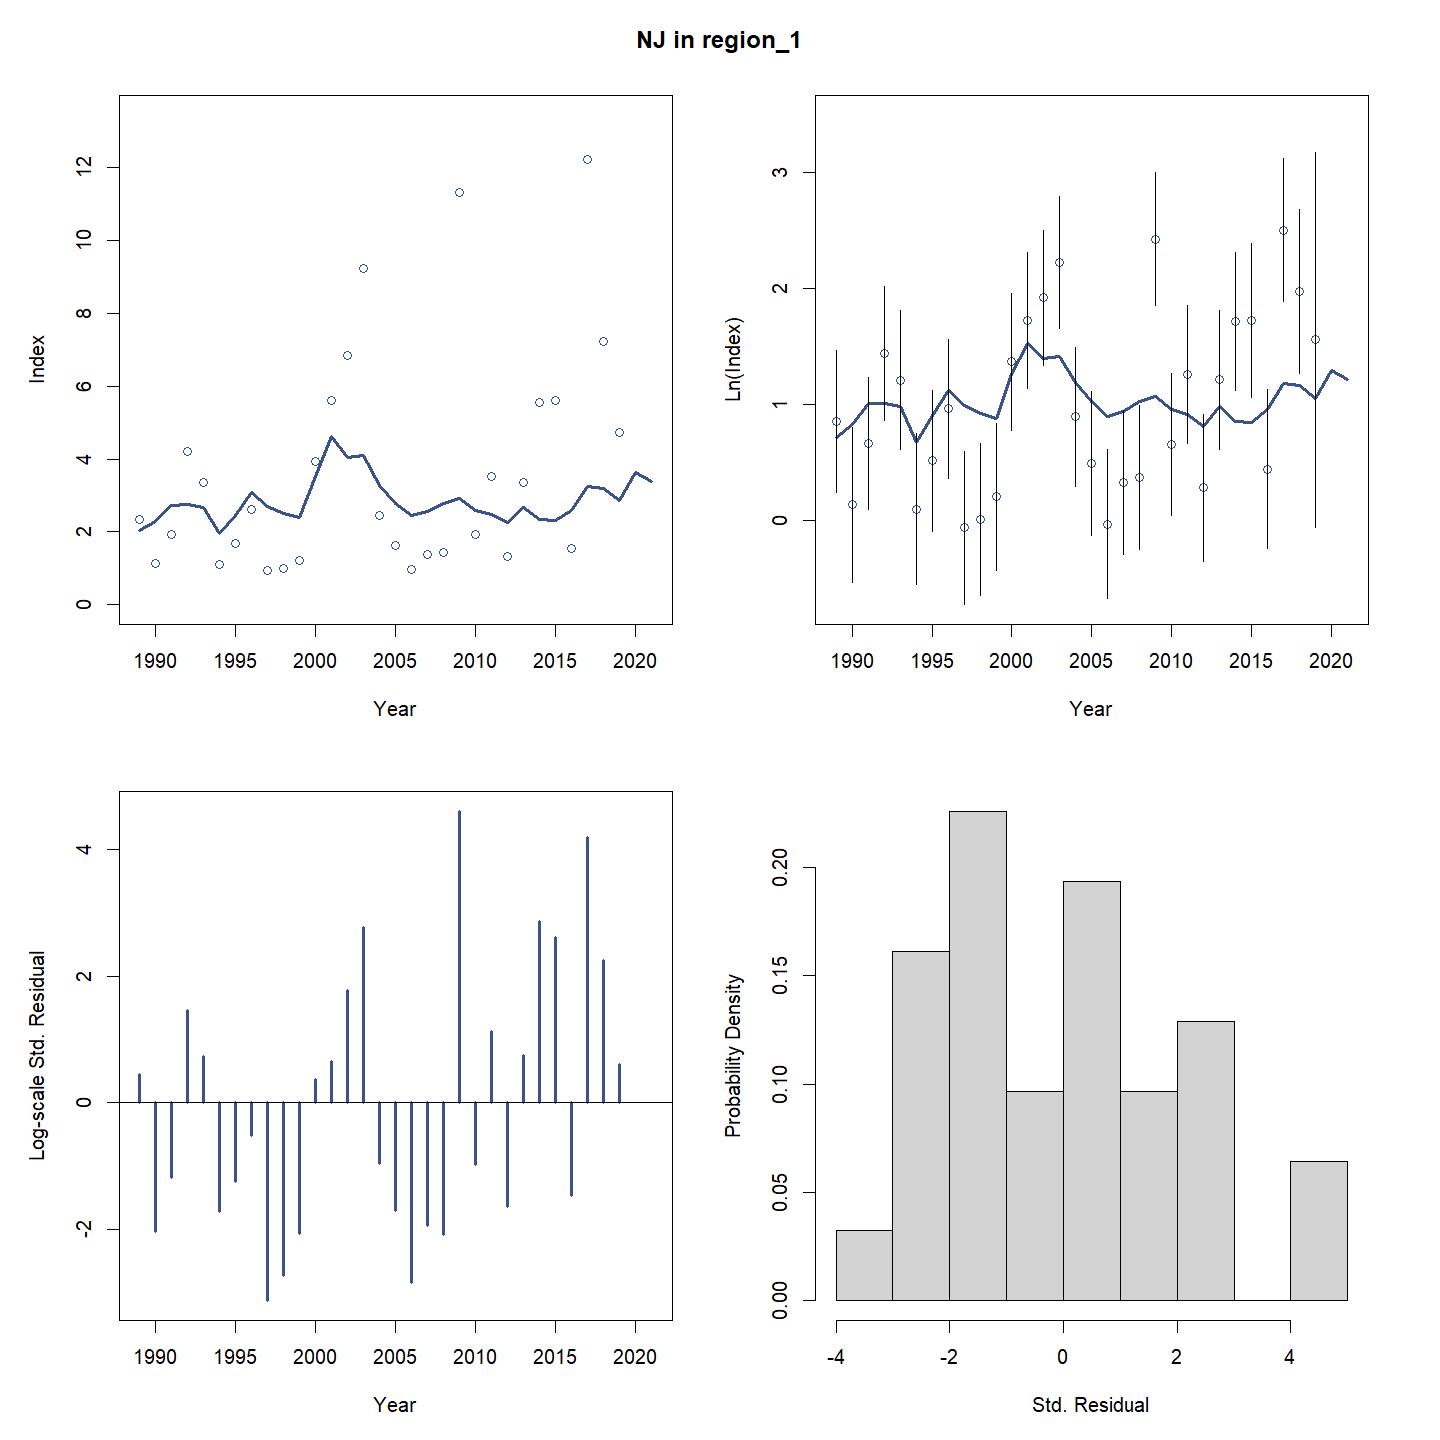 NJ in region_1
Index
0 2 4 6 8 10 12
1990 1995 2000 2005 2010 2015 2020
Year
Ln(Index)
0 1 2 3
1990 1995 2000 2005 2010 2015 2020
Year
Log-scale Std. Residual
-2 0 2 4
1990 1995 2000 2005 2010 2015 2020
Year
Probability Density
0.00 0.05 0.10 0.15 0.20
-4 -2 0 2 4
Std. Residual